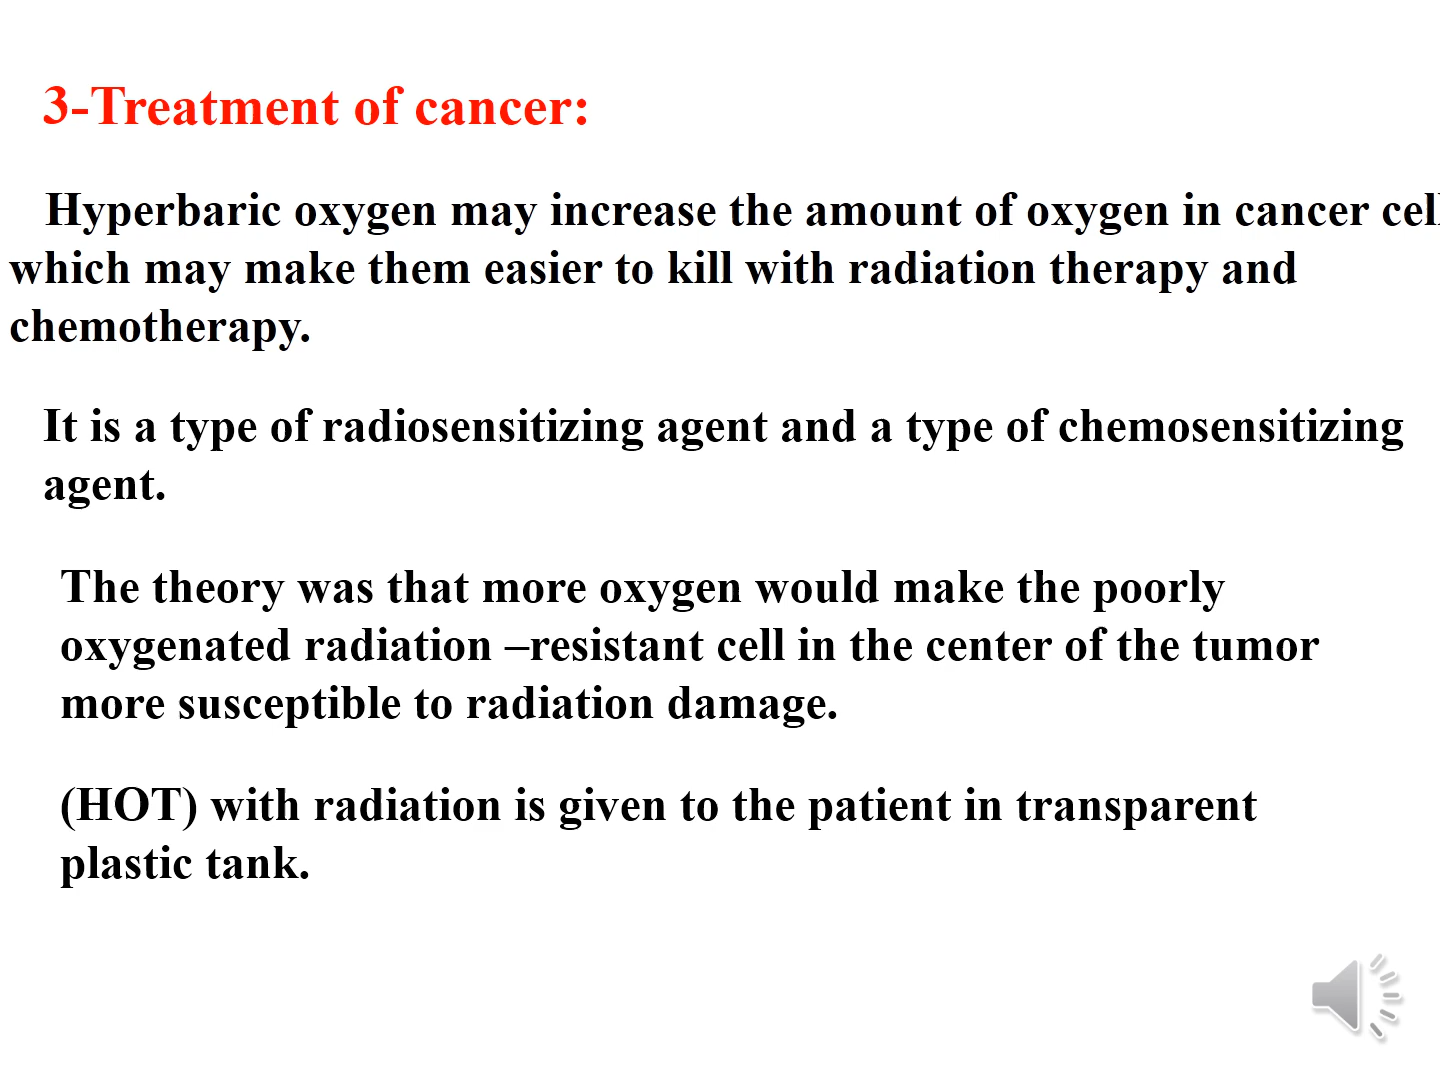 3-Treatment of cancer:
Hyperbaric oxygen may increase the amount of oxygen in cancer cell
which may make them easier to kill with radiation therapy and
chemotherapy.
It is a type of radiosensitizing agent and a type of chemosensitizing
agent.
The theory was that more oxygen would make the poorly
oxygenated radiation –resistant cell in the center of the tumor
more susceptible to radiation damage.
(HOT) with radiation is given to the patient in transparent
plastic tank.